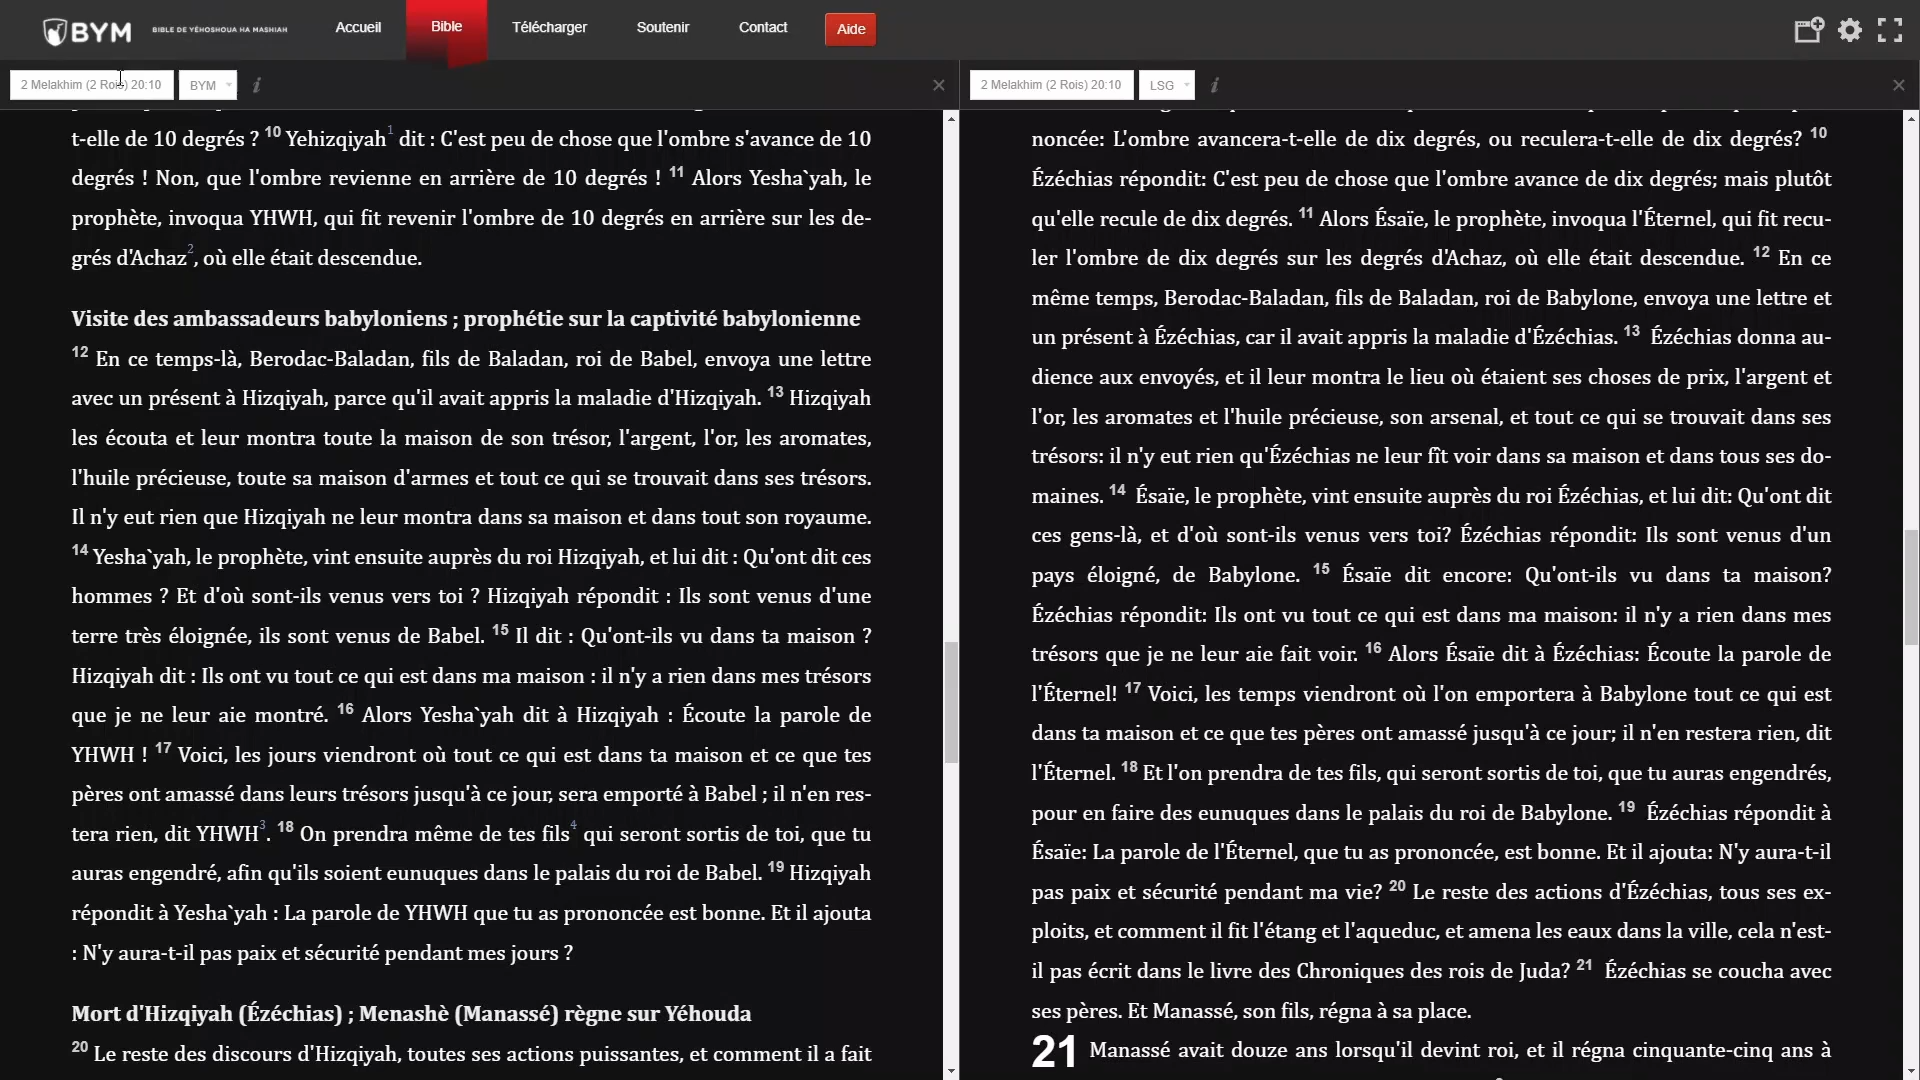 BYM BIBLE DE YÉHOSHOUA HA MASHIAH Accueil Bible Télécharger Soutenir Contact Aide
2 Melakhim (2 Rois) 20:10 BYM i
t-elle de 10 degrés ? 10 Yehizqiyah1 dit : C'est peu de chose que l'ombre s'avance de 10
degrés ! Non, que l'ombre revienne en arrière de 10 degrés ! 11 Alors Yesha`yah, le
prophète, invoqua YHWH, qui fit revenir l'ombre de 10 degrés en arrière sur les de-
grés d'Achaz2, où elle était descendue.
Visite des ambassadeurs babyloniens ; prophétie sur la captivité babylonienne
12 En ce temps-là, Berodac-Baladan, fils de Baladan, roi de Babel, envoya une lettre
avec un présent à Hizqiyah, parce qu'il avait appris la maladie d'Hizqiyah. 13 Hizqiyah
les écouta et leur montra toute la maison de son trésor, l'argent, l'or, les aromates,
l'huile précieuse, toute sa maison d'armes et tout ce qui se trouvait dans ses trésors.
Il n'y eut rien que Hizqiyah ne leur montra dans sa maison et dans tout son royaume.
14 Yesha`yah, le prophète, vint ensuite auprès du roi Hizqiyah, et lui dit : Qu'ont dit ces
hommes ? Et d'où sont-ils venus vers toi ? Hizqiyah répondit : Ils sont venus d'une
terre très éloignée, ils sont venus de Babel. 15 Il dit : Qu'ont-ils vu dans ta maison ?
Hizqiyah dit : Ils ont vu tout ce qui est dans ma maison : il n'y a rien dans mes trésors
que je ne leur aie montré. 16 Alors Yesha`yah dit à Hizqiyah : Écoute la parole de
YHWH ! 17 Voici, les jours viendront où tout ce qui est dans ta maison et ce que tes
pères ont amassé dans leurs trésors jusqu'à ce jour, sera emporté à Babel ; il n'en res-
tera rien, dit YHWH3. 18 On prendra même de tes fils4 qui seront sortis de toi, que tu
auras engendré, afin qu'ils soient eunuques dans le palais du roi de Babel. 19 Hizqiyah
répondit à Yesha`yah : La parole de YHWH que tu as prononcée est bonne. Et il ajouta
: N'y aura-t-il pas paix et sécurité pendant mes jours ?
Mort d'Hizqiyah (Ézéchias) ; Menashè (Manassé) règne sur Yéhouda
20 Le reste des discours d'Hizqiyah, toutes ses actions puissantes, et comment il a fait
2 Melakhim (2 Rois) 20:10 LSG i
noncée: L'ombre avancera-t-elle de dix degrés, ou reculera-t-elle de dix degrés? 10
Ézéchias répondit: C'est peu de chose que l'ombre avance de dix degrés; mais plutôt
qu'elle recule de dix degrés. 11 Alors Ésaïe, le prophète, invoqua l'Éternel, qui fit recu-
ler l'ombre de dix degrés sur les degrés d'Achaz, où elle était descendue. 12 En ce
même temps, Berodac-Baladan, fils de Baladan, roi de Babylone, envoya une lettre et
un présent à Ézéchias, car il avait appris la maladie d'Ézéchias. 13 Ézéchias donna au-
dience aux envoyés, et il leur montra le lieu où étaient ses choses de prix, l'argent et
l'or, les aromates et l'huile précieuse, son arsenal, et tout ce qui se trouvait dans ses
trésors: il n'y eut rien qu'Ézéchias ne leur fît voir dans sa maison et dans tous ses do-
maines. 14 Ésaïe, le prophète, vint ensuite auprès du roi Ézéchias, et lui dit: Qu'ont dit
ces gens-là, et d'où sont-ils venus vers toi? Ézéchias répondit: Ils sont venus d'un
pays éloigné, de Babylone. 15 Ésaïe dit encore: Qu'ont-ils vu dans ta maison?
Ézéchias répondit: Ils ont vu tout ce qui est dans ma maison: il n'y a rien dans mes
trésors que je ne leur aie fait voir. 16 Alors Ésaïe dit à Ézéchias: Écoute la parole de
l'Éternel! 17 Voici, les temps viendront où l'on emportera à Babylone tout ce qui est
dans ta maison et ce que tes pères ont amassé jusqu'à ce jour; il n'en restera rien, dit
l'Éternel. 18 Et l'on prendra de tes fils, qui seront sortis de toi, que tu auras engendrés,
pour en faire des eunuques dans le palais du roi de Babylone. 19 Ézéchias répondit à
Ésaïe: La parole de l'Éternel, que tu as prononcée, est bonne. Et il ajouta: N'y aura-t-il
pas paix et sécurité pendant ma vie? 20 Le reste des actions d'Ézéchias, tous ses ex-
ploits, et comment il fit l'étang et l'aqueduc, et amena les eaux dans la ville, cela n'est-
il pas écrit dans le livre des Chroniques des rois de Juda? 21 Ézéchias se coucha avec
ses pères. Et Manassé, son fils, régna à sa place.
21 Manassé avait douze ans lorsqu'il devint roi, et il régna cinquante-cinq ans à